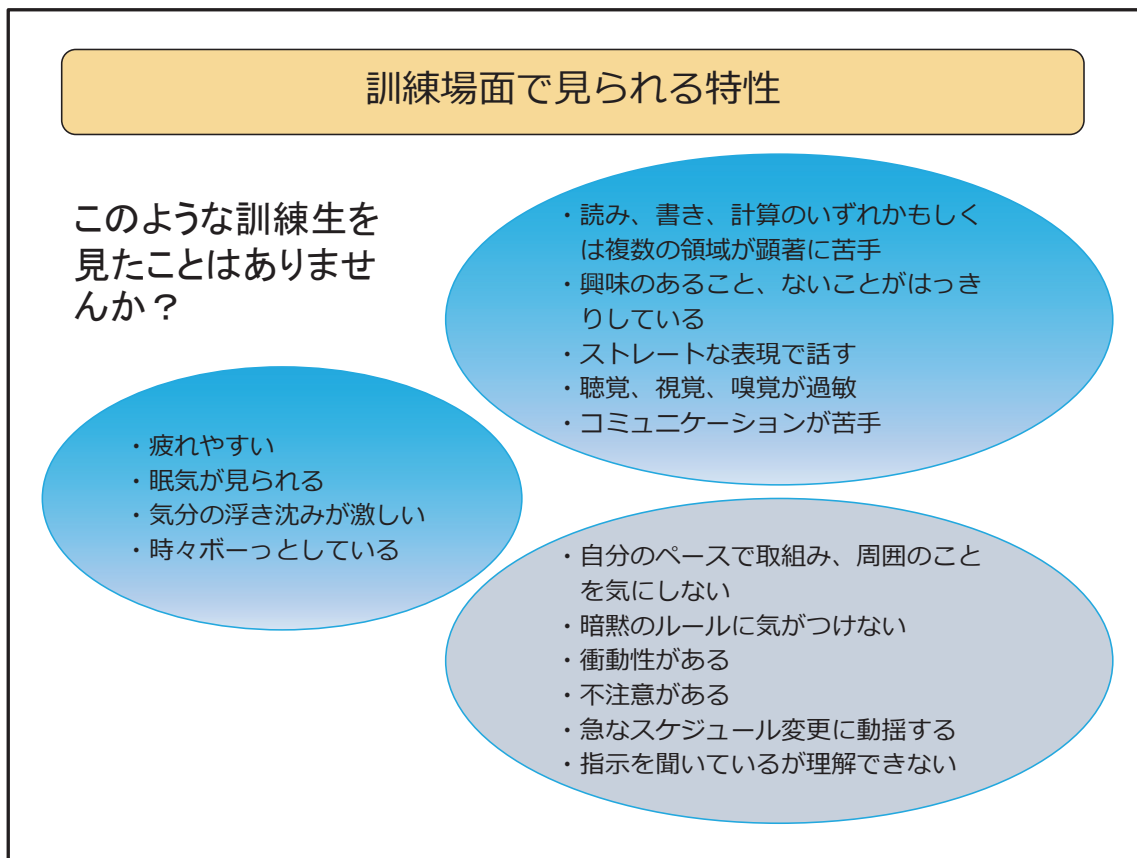 訓練場面で見られる特性
このような訓練生を
見たことはありませ
んか？
・読み、書き、計算のいずれかもしく
は複数の領域が顕著に苦手
・興味のあること、ないことがはっき
りしている
・ストレートな表現で話す
・聴覚、視覚、嗅覚が過敏
・コミュニケーションが苦手
・疲れやすい
・眠気が見られる
・気分の浮き沈みが激しい
・時々ボーっとしている
・自分のペースで取組み、周囲のこと
を気にしない
・暗黙のルールに気がつけない
・衝動性がある
・不注意がある
・急なスケジュール変更に動揺する
・指示を聞いているが理解できない